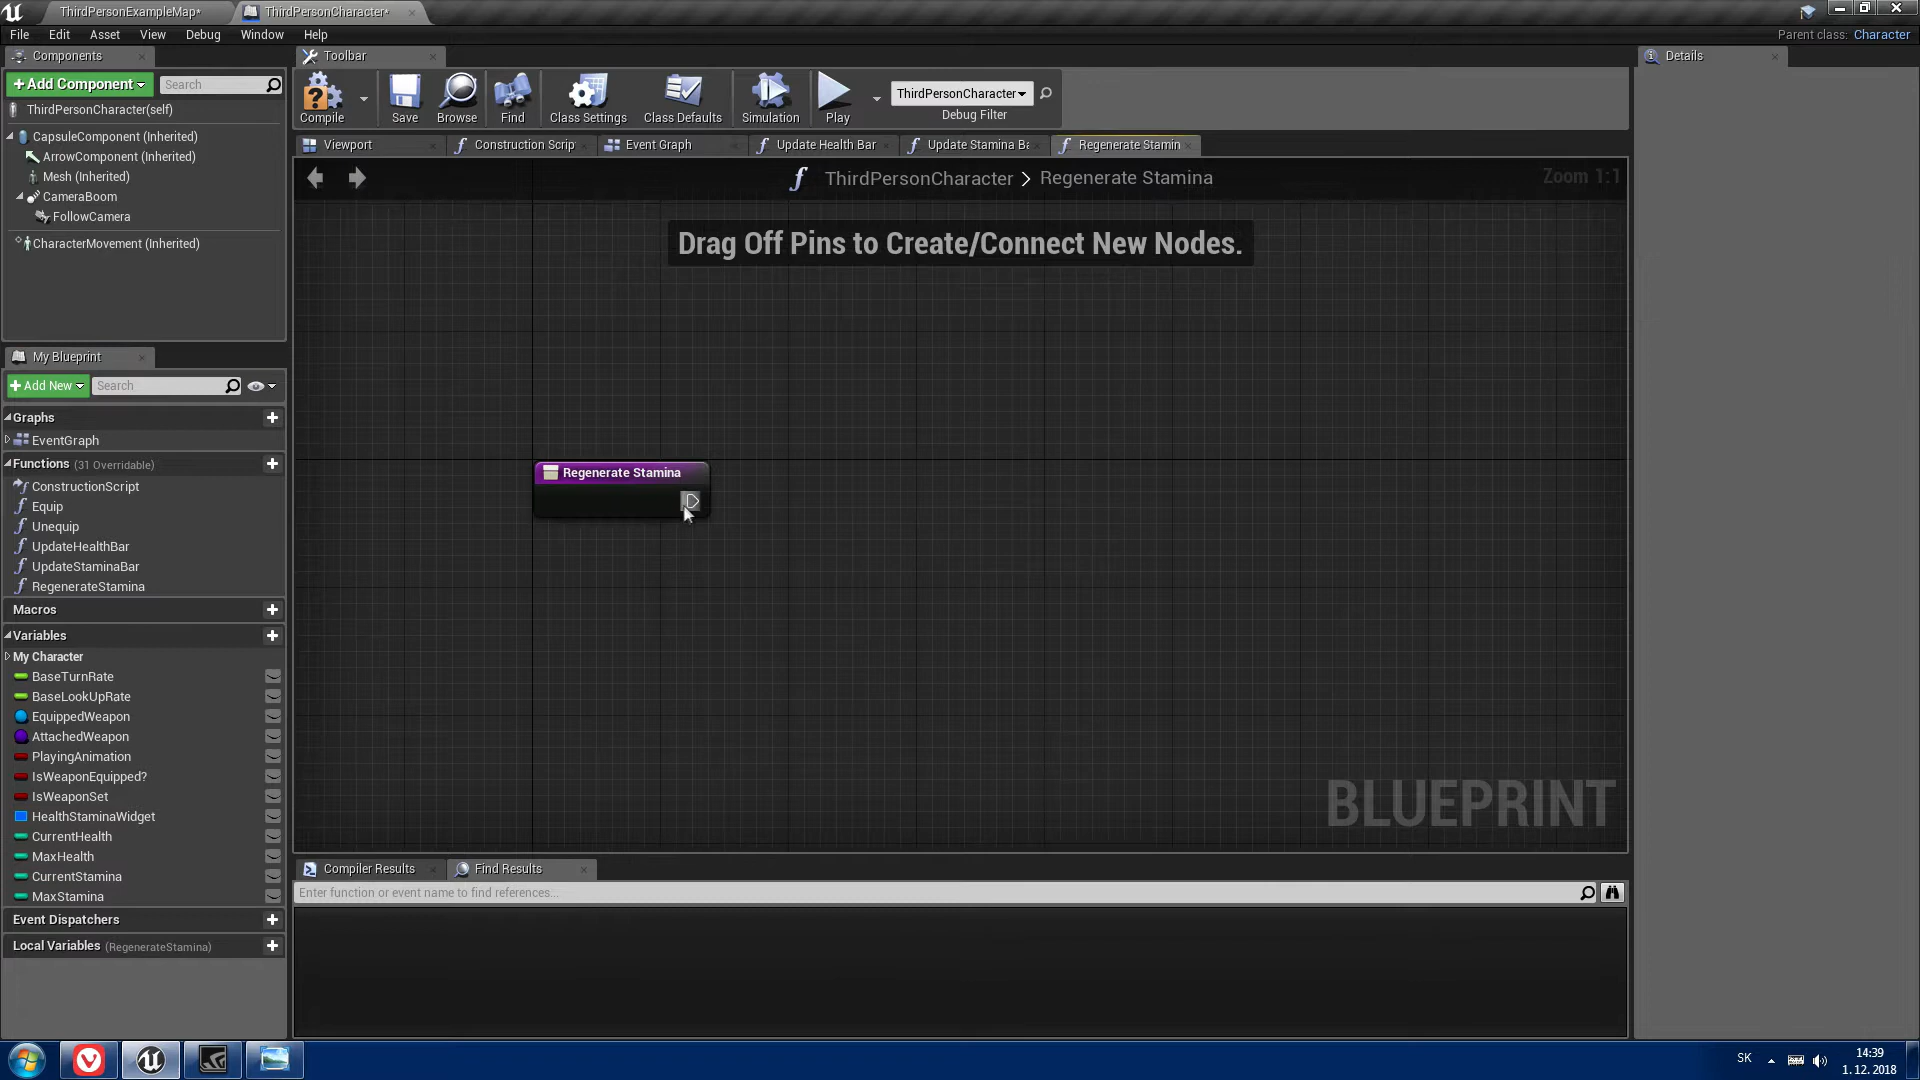 ThirdPersonExampleMap*
ThirdPersonCharacter*
File Edit Asset View Debug Window Help
Parent class: Character
Components
Toolbar
Details
+ Add Component
Search
ThirdPersonCharacter(self)
CapsuleComponent (Inherited)
ArrowComponent (Inherited)
Mesh (Inherited)
CameraBoom
FollowCamera
CharacterMovement (Inherited)
Compile
Save
Browse
Find
Class Settings
Class Defaults
Simulation
Play
ThirdPersonCharacter
Debug Filter
Viewport
Construction Scrip
Event Graph
Update Health Bar
Update Stamina Ba
Regenerate Stamin
ThirdPersonCharacter > Regenerate Stamina
Zoom 1:1
Drag Off Pins to Create/Connect New Nodes.
Regenerate Stamina
BLUEPRINT
My Blueprint
+ Add New
Search
Graphs
EventGraph
Functions (31 Overridable)
ConstructionScript
Equip
Unequip
UpdateHealthBar
UpdateStaminaBar
RegenerateStamina
Macros
Variables
My Character
BaseTurnRate
BaseLookUpRate
EquippedWeapon
AttachedWeapon
PlayingAnimation
IsWeaponEquipped?
IsWeaponSet
HealthStaminaWidget
CurrentHealth
MaxHealth
CurrentStamina
MaxStamina
Event Dispatchers
Local Variables (RegenerateStamina)
Compiler Results
Find Results
Enter function or event name to find references...
SK
14:39
1. 12. 2018